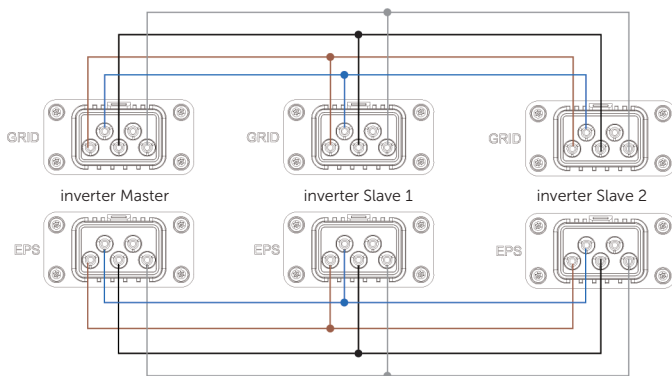 GRID
GRID
GRID
inverter Master
inverter Slave 1
inverter Slave 2
EPS
EPS
EPS